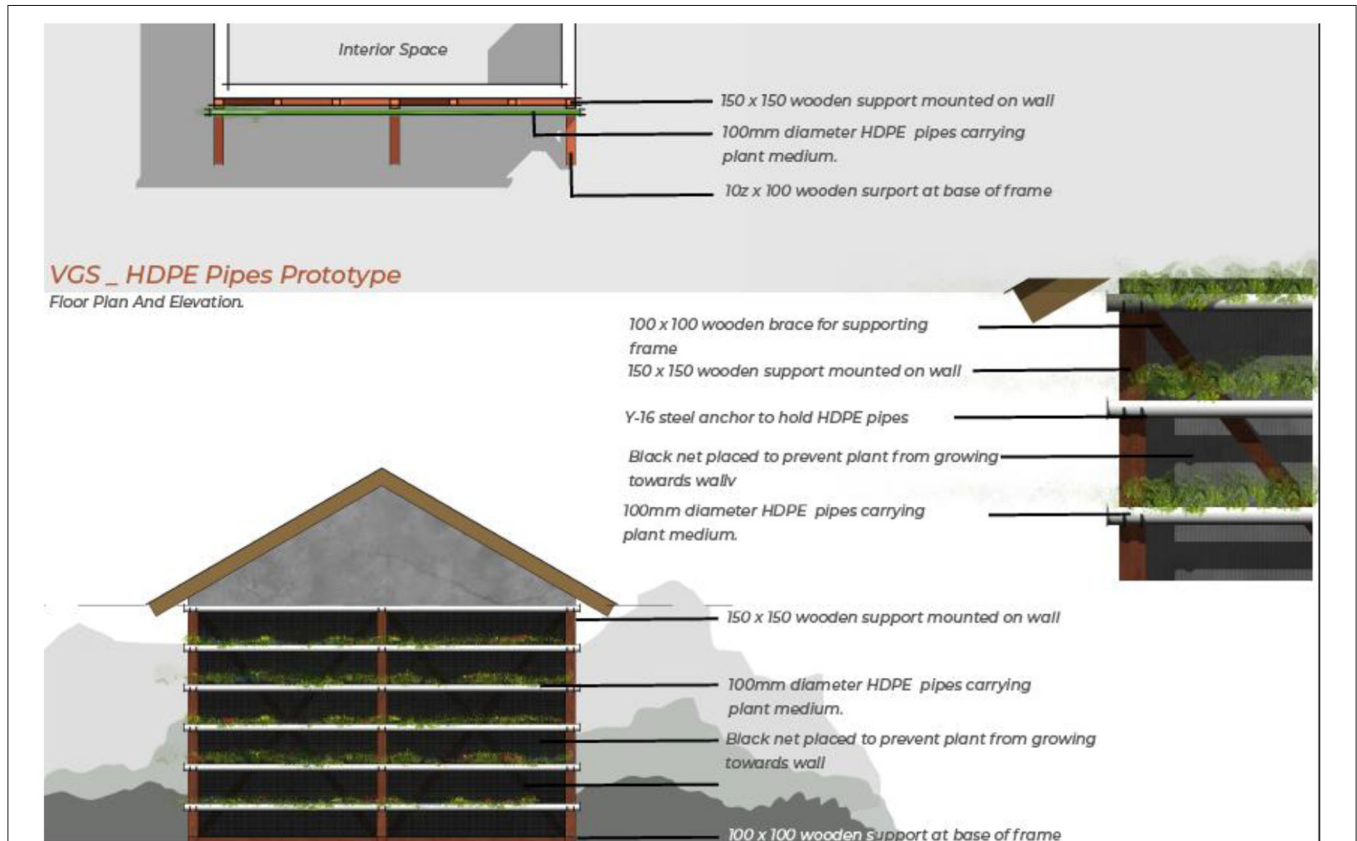 Interior Space
150 x 150 wooden support mounted on wall
100mm diameter HDPE pipes carrying
plant medium.
10z x 100 wooden surport at base of frame
VGS _ HDPE Pipes Prototype
Floor Plan And Elevation.
100 x 100 wooden brace for supporting
frame
150 x 150 wooden support mounted on wall
Y-16 steel anchor to hold HDPE pipes
Black net placed to prevent plant from growing
towards wallv
100mm diameter HDPE pipes carrying
plant medium.
150 x 150 wooden support mounted on wall
100mm diameter HDPE pipes carrying
plant medium.
Black net placed to prevent plant from growing
towards wall
100 x 100 wooden support at base of frame